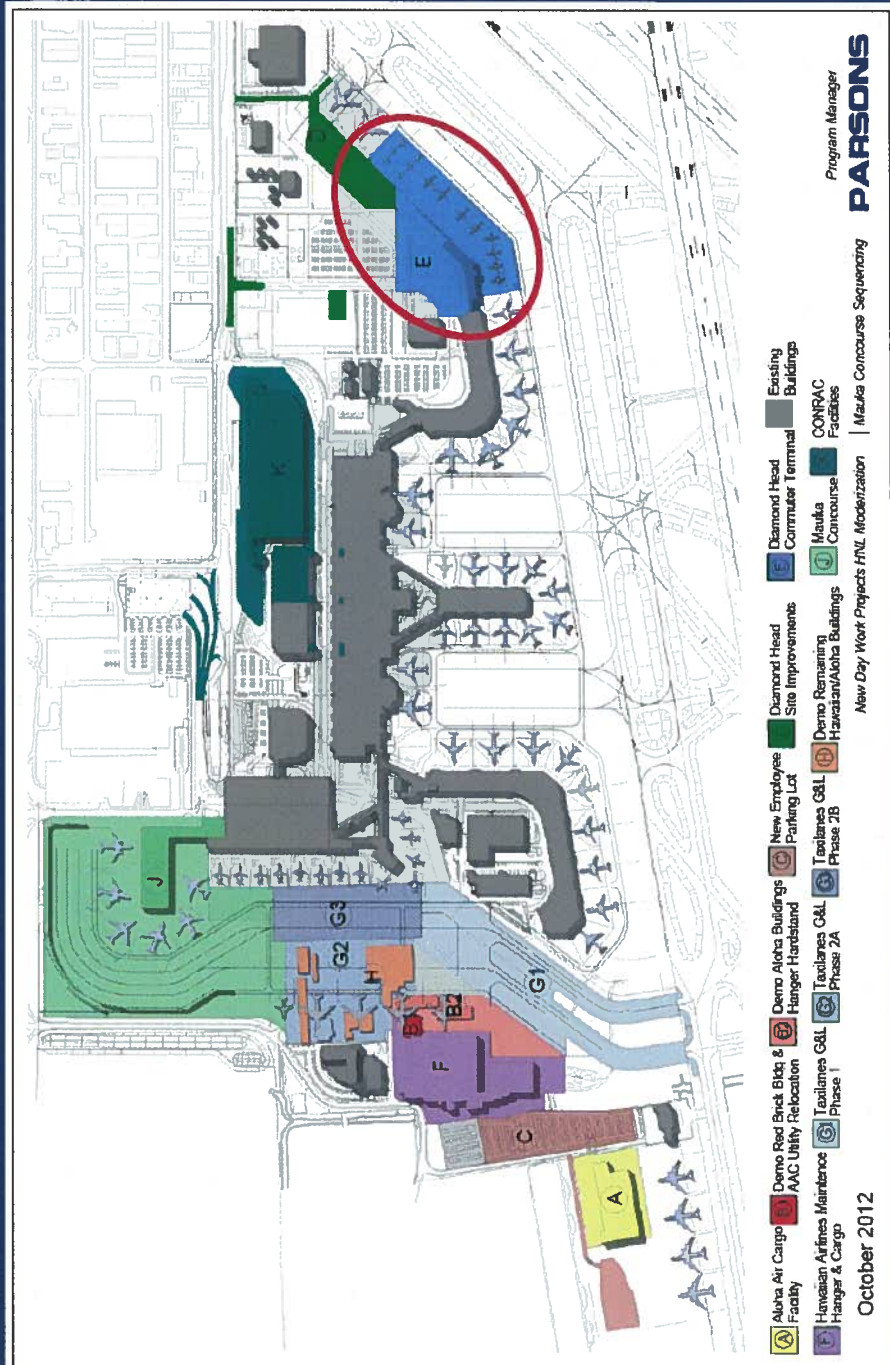 D
E
K
J
G3
G2
H
B2
G1
F
C
A
A Aloha Air Cargo
Facility
Demo Red Brick Bldg &
AAC Utility Relocation
Demo Aloha Buildings
Hanger Hardstand
C New Employee
Parking Lot
Diamond Head
Site Improvements
E Diamond Head
Commuter Terminal
Existing
Buildings
F Hawaiian Airlines Maintence
Hanger & Cargo
G1 Taxilanes G&L
Phase 1
G2 Taxilanes G&L
Phase 2A
Taxilanes G&L
Phase 2B
H Demo Remaining
Hawaiian/Aloha Buildings
J Mauka
Concourse
CONRAC
Facilities
October 2012
New Day Work Projects HNL Moderization | Mauka Concourse Sequencing
Program Manager
PARSONS